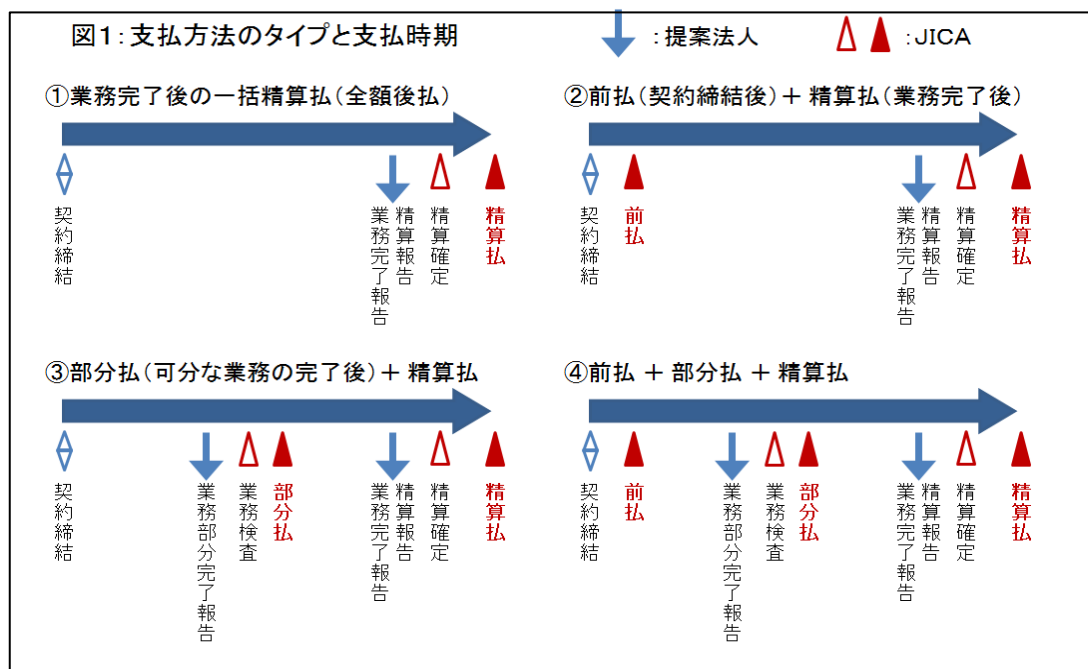 図1：支払方法のタイプと支払時期
：提案法人
：JICA
①業務完了後の一括精算払（全額後払）
契約締結
業務完了報告
精算報告
精算確定
精算払
②前払（契約締結後）＋ 精算払（業務完了後）
契約締結
前払
業務完了報告
精算報告
精算確定
精算払
③部分払（可分な業務の完了後）＋ 精算払
契約締結
業務部分完了報告
業務検査
部分払
業務完了報告
精算報告
精算確定
精算払
④前払 ＋ 部分払 ＋ 精算払
契約締結
前払
業務部分完了報告
業務検査
部分払
業務完了報告
精算報告
精算確定
精算払